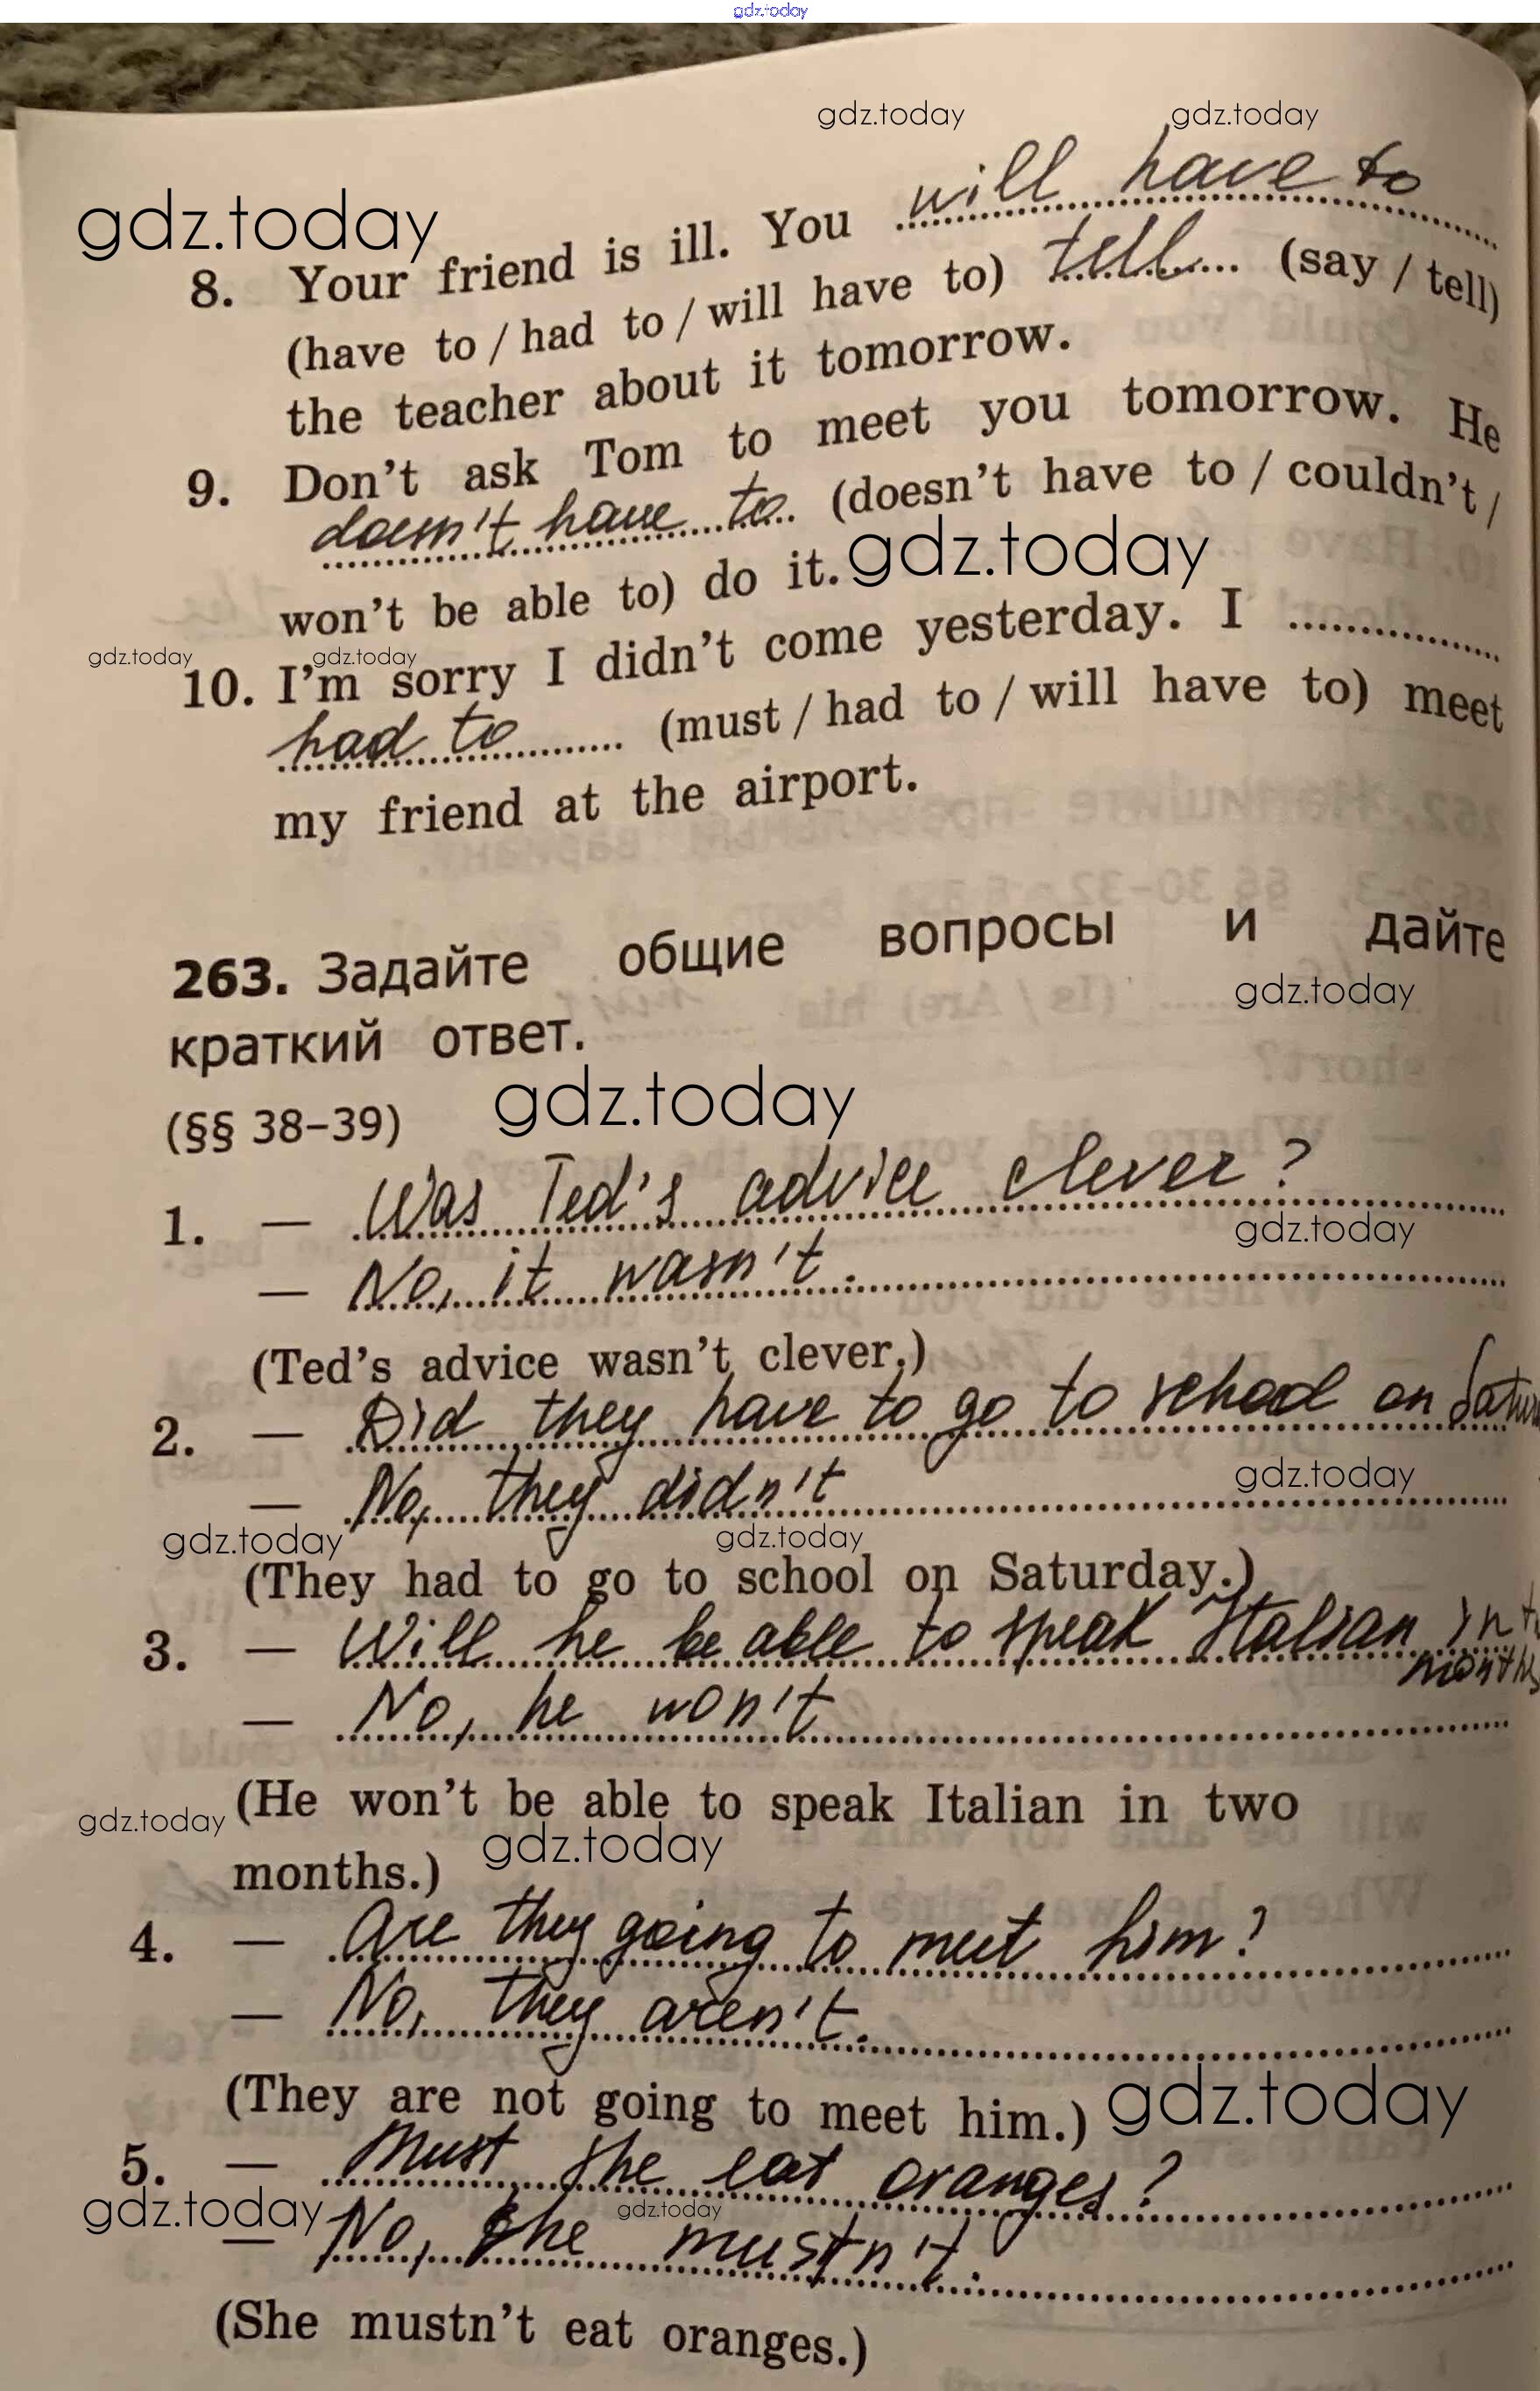 gdz.today
gdz.today gdz.today
gdz.today
8. Your friend is ill. You will have to
(have to / had to / will have to) tell (say / tell)
the teacher about it tomorrow.
9. Don't ask Tom to meet you tomorrow. He
doesn't have to (doesn't have to / couldn't /
won't be able to) do it. gdz.today
gdz.today gdz.today
10. I'm sorry I didn't come yesterday. I
had to (must / had to / will have to) meet
my friend at the airport.
263. Задайте общие вопросы и дайте
gdz.today
краткий ответ.
(§§ 38–39) gdz.today
1. — Was Ted's advice clever?
gdz.today
— No, it wasn't.
(Ted's advice wasn't clever.)
2. — Did they have to go to school on Satur
gdz.today
— No, they didn't
gdz.today gdz.today
(They had to go to school on Saturday.)
3. — Will he be able to speak Italian in
months
— No, he won't
(He won't be able to speak Italian in two
gdz.today gdz.today
months.)
4. — Are they going to meet him?
— No, they aren't.
(They are not going to meet him.) gdz.today
5. — Must she eat oranges?
gdz.today gdz.today
— No, she mustn't.
(She mustn't eat oranges.)